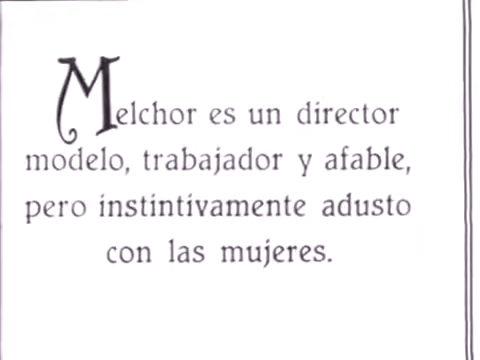 Melchor es un director
modelo, trabajador y afable,
pero instintivamente adusto
con las mujeres.